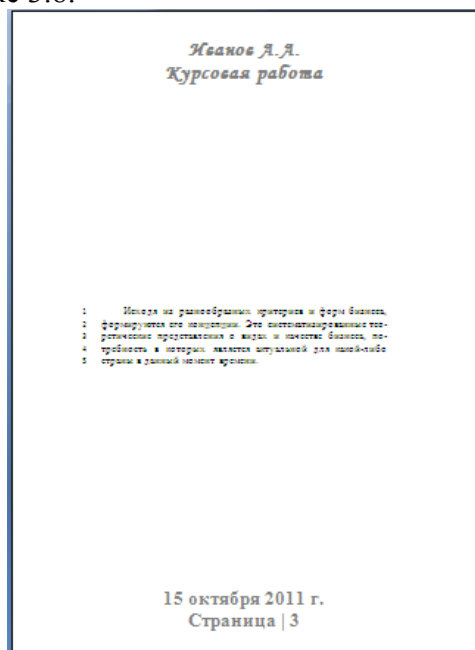 Иванов А.А.
Курсовая работа
1 Исходя из разнообразных критериев и форм бизнеса,
2 формируются его концепции. Это систематизированные тео-
3 ретические представления о видах и качестве бизнеса, по-
4 требность в которых является актуальной для какой-либо
5 страны в данный момент времени.
15 октября 2011 г.
Страница | 3